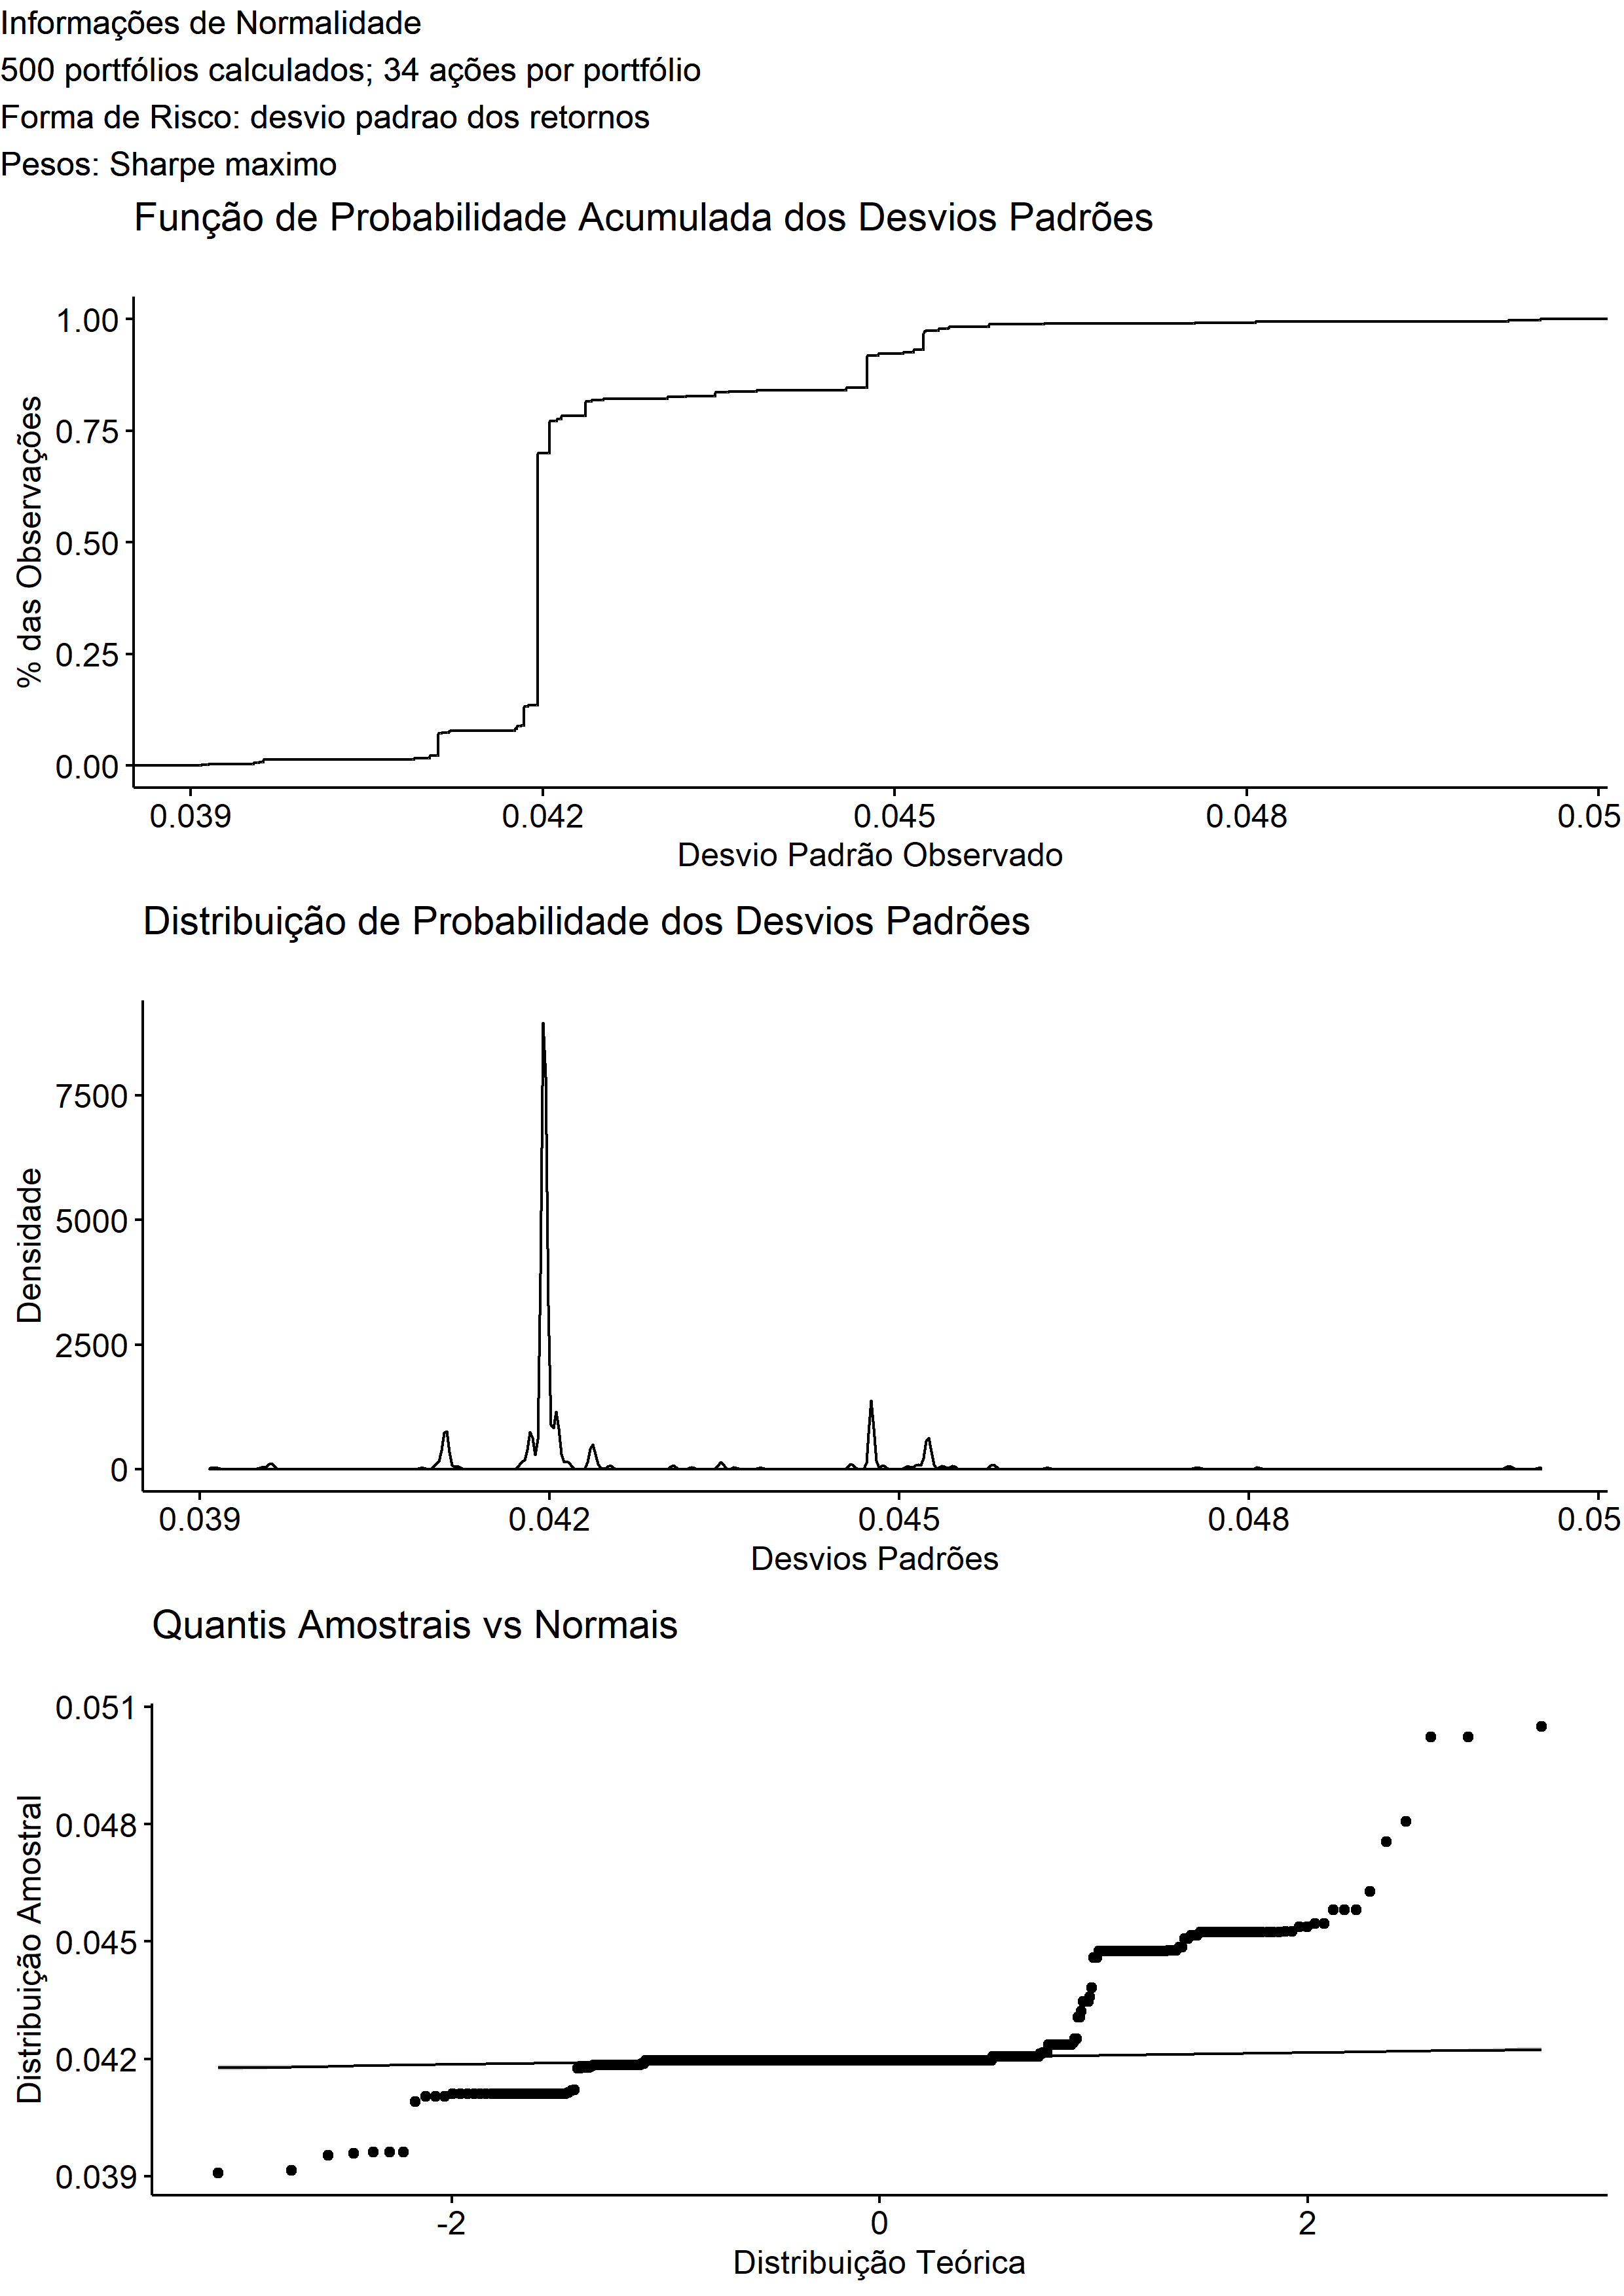 Informações de Normalidade
500 portfólios calculados; 34 ações por portfólio
Forma de Risco: desvio padrao dos retornos
Pesos: Sharpe maximo
Função de Probabilidade Acumulada dos Desvios Padrões
% das Observações
1.00
0.75
0.50
0.25
0.00
0.039 0.042 0.045 0.048 0.05
Desvio Padrão Observado
Distribuição de Probabilidade dos Desvios Padrões
Densidade
7500
5000
2500
0
0.039 0.042 0.045 0.048 0.05
Desvios Padrões
Quantis Amostrais vs Normais
Distribuição Amostral
0.051
0.048
0.045
0.042
0.039
-2 0 2
Distribuição Teórica